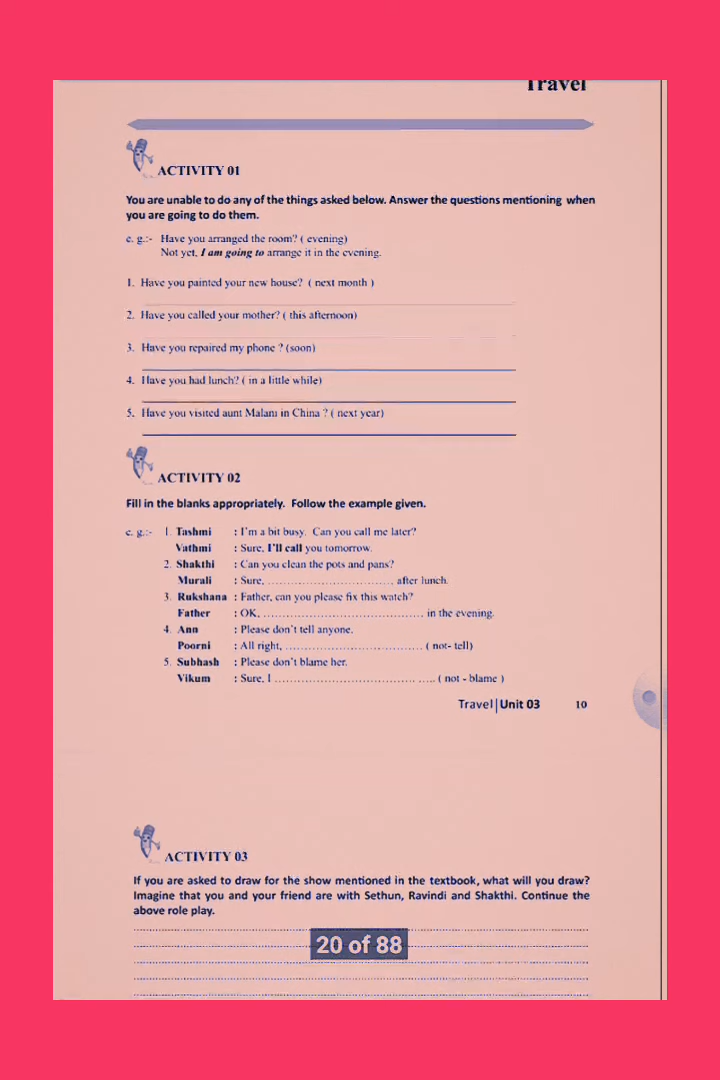 Travel
ACTIVITY 01
You are unable to do any of the things asked below. Answer the questions mentioning when
you are going to do them.
e. g.:- Have you arranged the room? ( evening)
Not yet, I am going to arrange it in the evening.
1. Have you painted your new house? ( next month )
2. Have you called your mother? ( this afternoon)
3. Have you repaired my phone ? (soon)
4. Have you had lunch? ( in a little while)
5. Have you visited aunt Malani in China ? ( next year)
ACTIVITY 02
Fill in the blanks appropriately. Follow the example given.
e. g.:- 1. Tashmi : I'm a bit busy. Can you call me later?
Vathmi : Sure, I'll call you tomorrow.
2. Shakthi : Can you clean the pots and pans?
Murali : Sure, ................................ after lunch.
3. Rukshana : Father, can you please fix this watch?
Father : OK, ......................................... in the evening.
4. Ann : Please don't tell anyone.
Poorni : All right, ................................... ( not- tell)
5. Subhash : Please don't blame her.
Vikum : Sure, I .................................... ..... ( not - blame )
Travel|Unit 03 10
ACTIVITY 03
If you are asked to draw for the show mentioned in the textbook, what will you draw?
Imagine that you and your friend are with Sethun, Ravindi and Shakthi. Continue the
above role play.
20 of 88